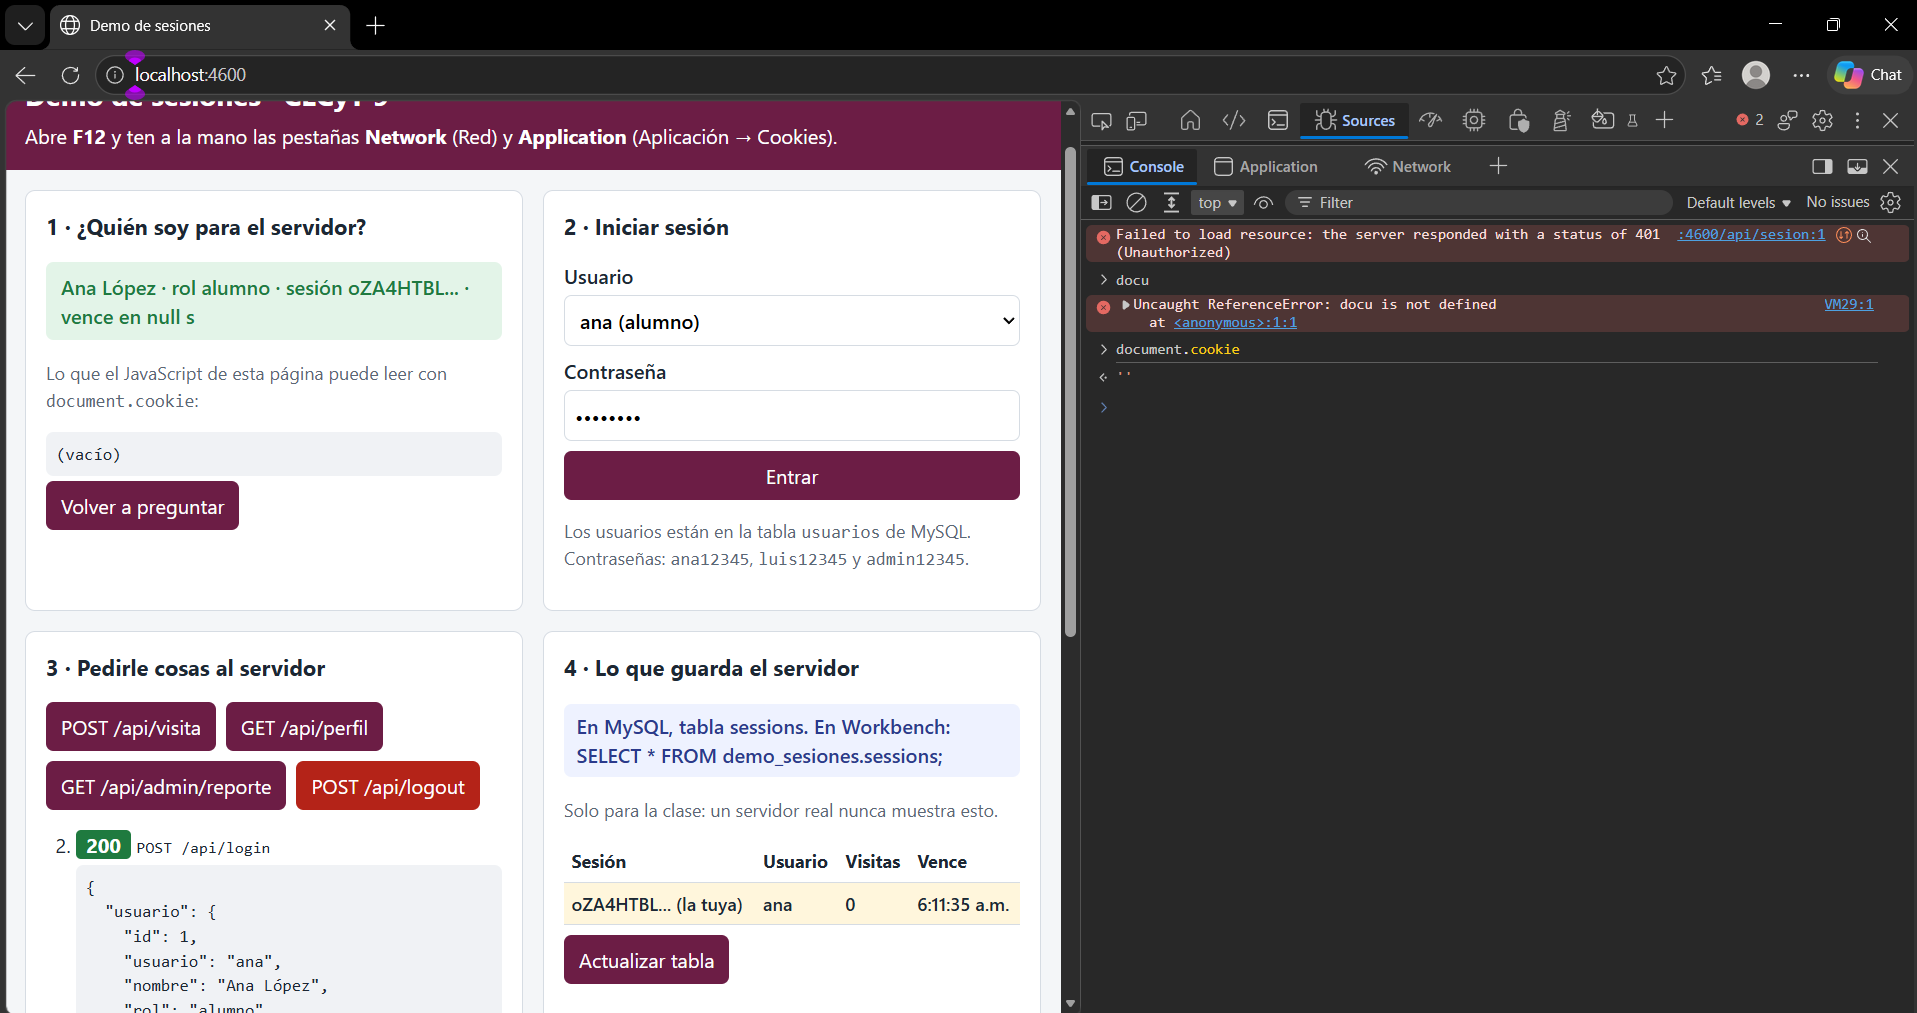 Demo de sesiones
localhost:4600
Chat
Demo de sesiones - CECyT 9
Abre F12 y ten a la mano las pestañas Network (Red) y Application (Aplicación → Cookies).
1 · ¿Quién soy para el servidor?
Ana López · rol alumno · sesión oZA4HTBL... ·
vence en null s
Lo que el JavaScript de esta página puede leer con
document.cookie:
(vacío)
Volver a preguntar
2 · Iniciar sesión
Usuario
ana (alumno)
Contraseña
••••••••
Entrar
Los usuarios están en la tabla usuarios de MySQL.
Contraseñas: ana12345, luis12345 y admin12345.
3 · Pedirle cosas al servidor
POST /api/visita
GET /api/perfil
GET /api/admin/reporte
POST /api/logout
2. 200 POST /api/login
{
"usuario": {
"id": 1,
"usuario": "ana",
"nombre": "Ana López",
"rol": "alumno"
4 · Lo que guarda el servidor
En MySQL, tabla sessions. En Workbench:
SELECT * FROM demo_sesiones.sessions;
Solo para la clase: un servidor real nunca muestra esto.
Sesión Usuario Visitas Vence
oZA4HTBL... (la tuya) ana 0 6:11:35 a.m.
Actualizar tabla
Sources
2
Console
Application
Network
top
Filter
Default levels
No issues
Failed to load resource: the server responded with a status of 401 :4600/api/sesion:1
(Unauthorized)
> docu
Uncaught ReferenceError: docu is not defined VM29:1
at <anonymous>:1:1
> document.cookie
''
>